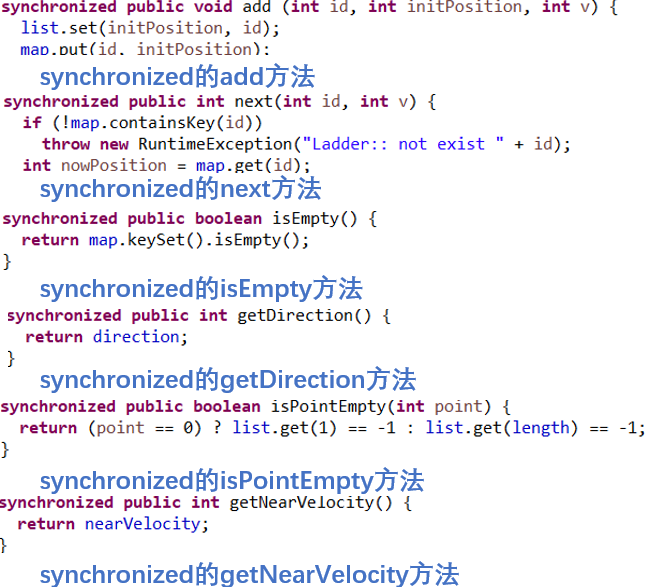 synchronized public void add (int id, int initPosition, int v) {
list.set(initPosition, id);
map.put(id, initPosition);
synchronized的add方法
synchronized public int next(int id, int v) {
if (!map.containsKey(id))
throw new RuntimeException("Ladder:: not exist " + id);
int nowPosition = map.get(id);
synchronized的next方法
synchronized public boolean isEmpty() {
return map.keySet().isEmpty();
}
synchronized的isEmpty方法
synchronized public int getDirection() {
return direction;
}
synchronized的getDirection方法
synchronized public boolean isPointEmpty(int point) {
return (point == 0) ? list.get(1) == -1 : list.get(length) == -1;
}
synchronized的isPointEmpty方法
synchronized public int getNearVelocity() {
return nearVelocity;
}
synchronized的getNearVelocity方法